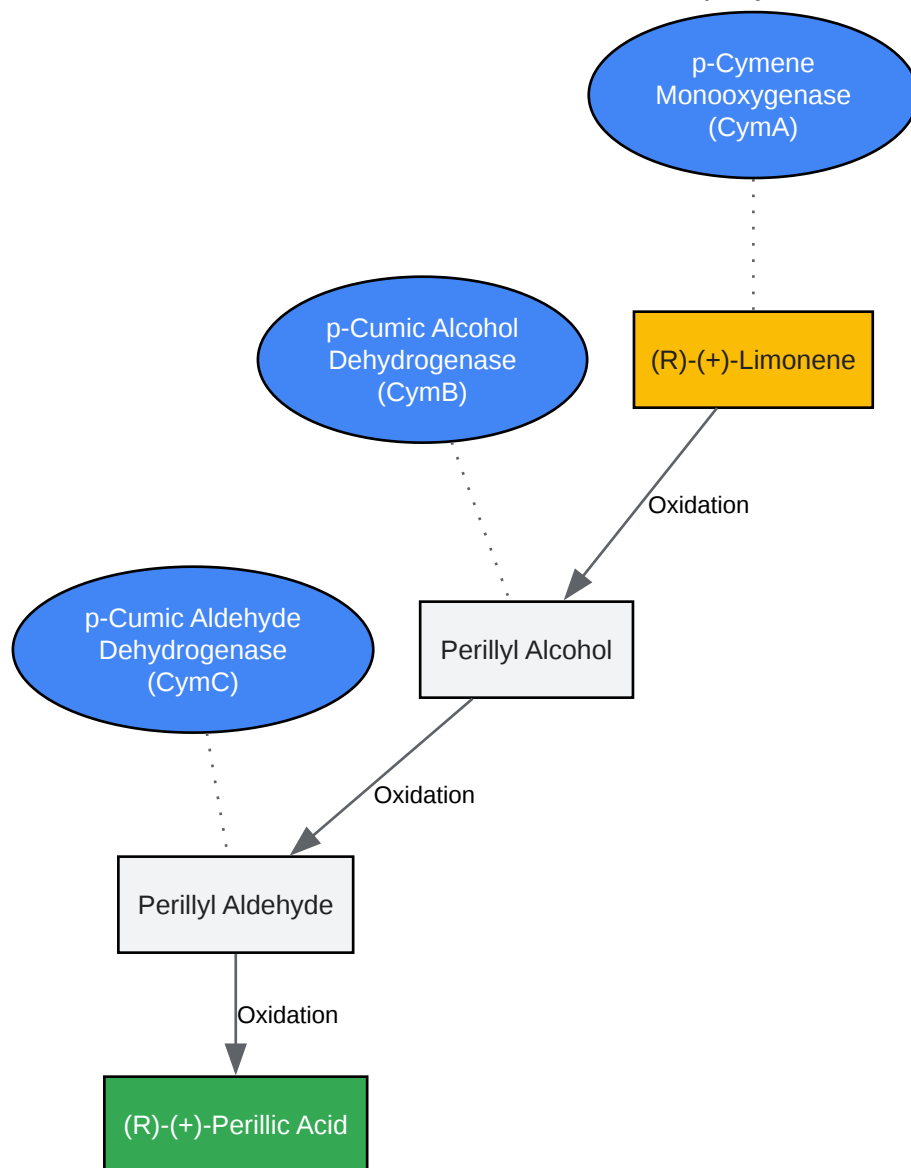 p-Cymene
Monooxygenase
(CymA)
p-Cumic Alcohol
Dehydrogenase
(CymB)
(R)-(+)-Limonene
Oxidation
p-Cumic Aldehyde
Dehydrogenase
(CymC)
Perillyl Alcohol
Oxidation
Perillyl Aldehyde
Oxidation
(R)-(+)-Perillic Acid